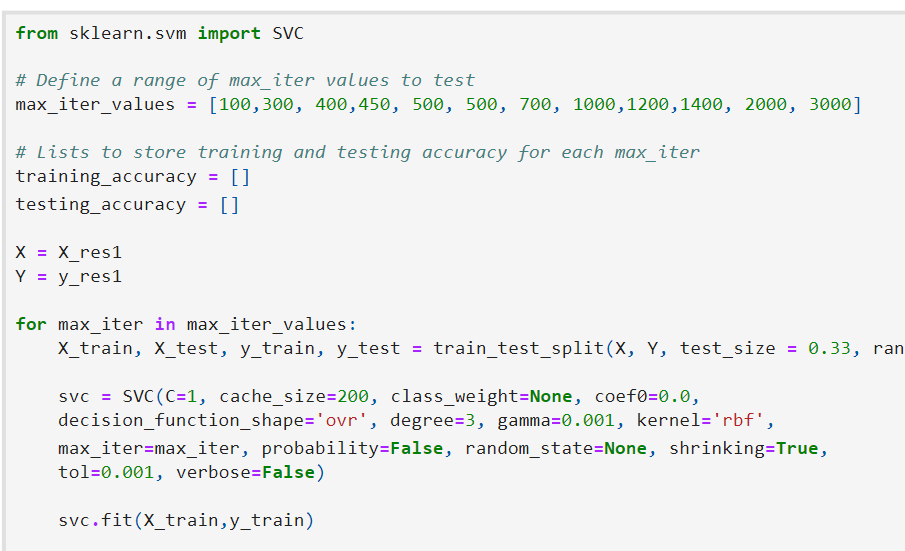 from sklearn.svm import SVC
# Define a range of max_iter values to test
max_iter_values = [100,300, 400,450, 500, 500, 700, 1000,1200,1400, 2000, 3000]
# Lists to store training and testing accuracy for each max_iter
training_accuracy = []
testing_accuracy = []
X = X_res1
Y = y_res1
for max_iter in max_iter_values:
    X_train, X_test, y_train, y_test = train_test_split(X, Y, test_size = 0.33, ran
    svc = SVC(C=1, cache_size=200, class_weight=None, coef0=0.0,
    decision_function_shape='ovr', degree=3, gamma=0.001, kernel='rbf',
    max_iter=max_iter, probability=False, random_state=None, shrinking=True,
    tol=0.001, verbose=False)
    svc.fit(X_train,y_train)